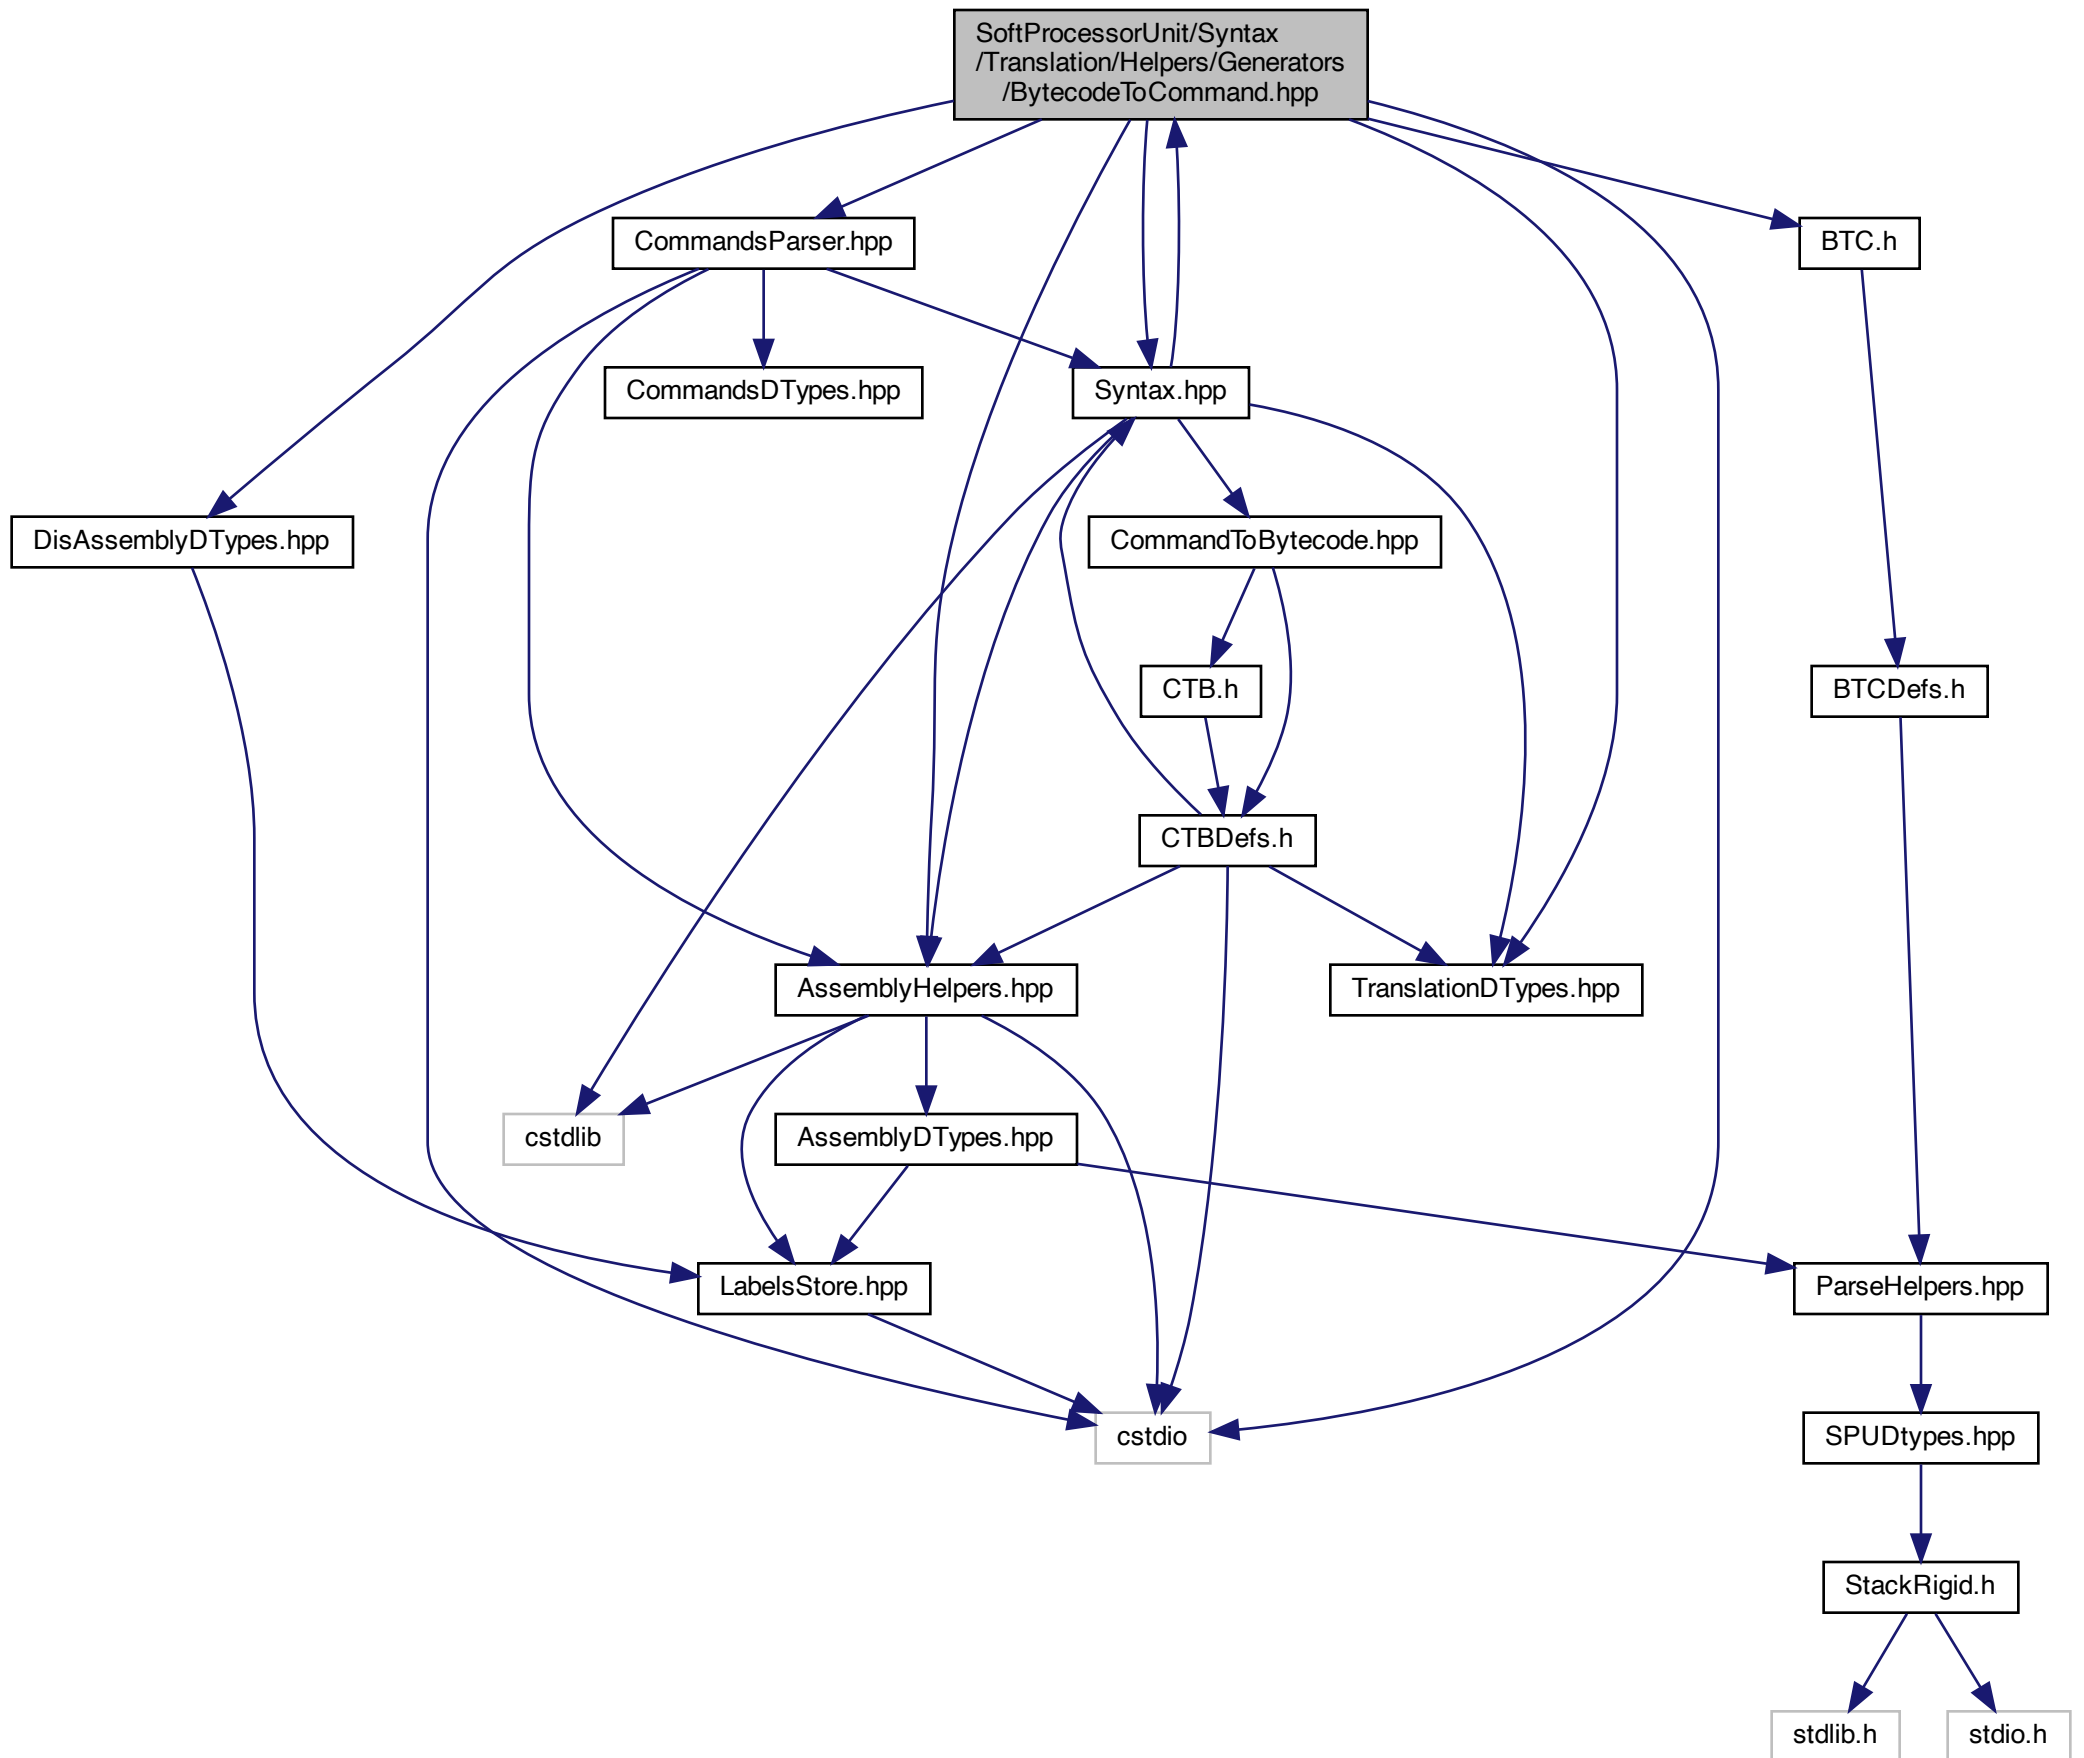 SoftProcessorUnit/Syntax
/Translation/Helpers/Generators
/BytecodeToCommand.hpp
CommandsParser.hpp
BTC.h
CommandsDTypes.hpp
Syntax.hpp
DisAssemblyDTypes.hpp
CommandToBytecode.hpp
CTB.h
BTCDefs.h
CTBDefs.h
AssemblyHelpers.hpp
TranslationDTypes.hpp
cstdlib
AssemblyDTypes.hpp
LabelsStore.hpp
ParseHelpers.hpp
cstdio
SPUDtypes.hpp
StackRigid.h
stdlib.h
stdio.h